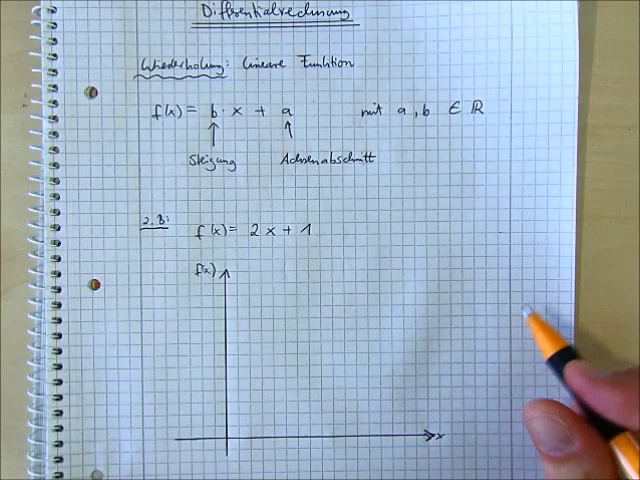 Differentialrechnung
Wiederholung: lineare Funktion
f(x) = b · x + a mit a, b ∈ ℝ
Steigung Achsenabschnitt
z.B: f(x) = 2x + 1
f(x)
x